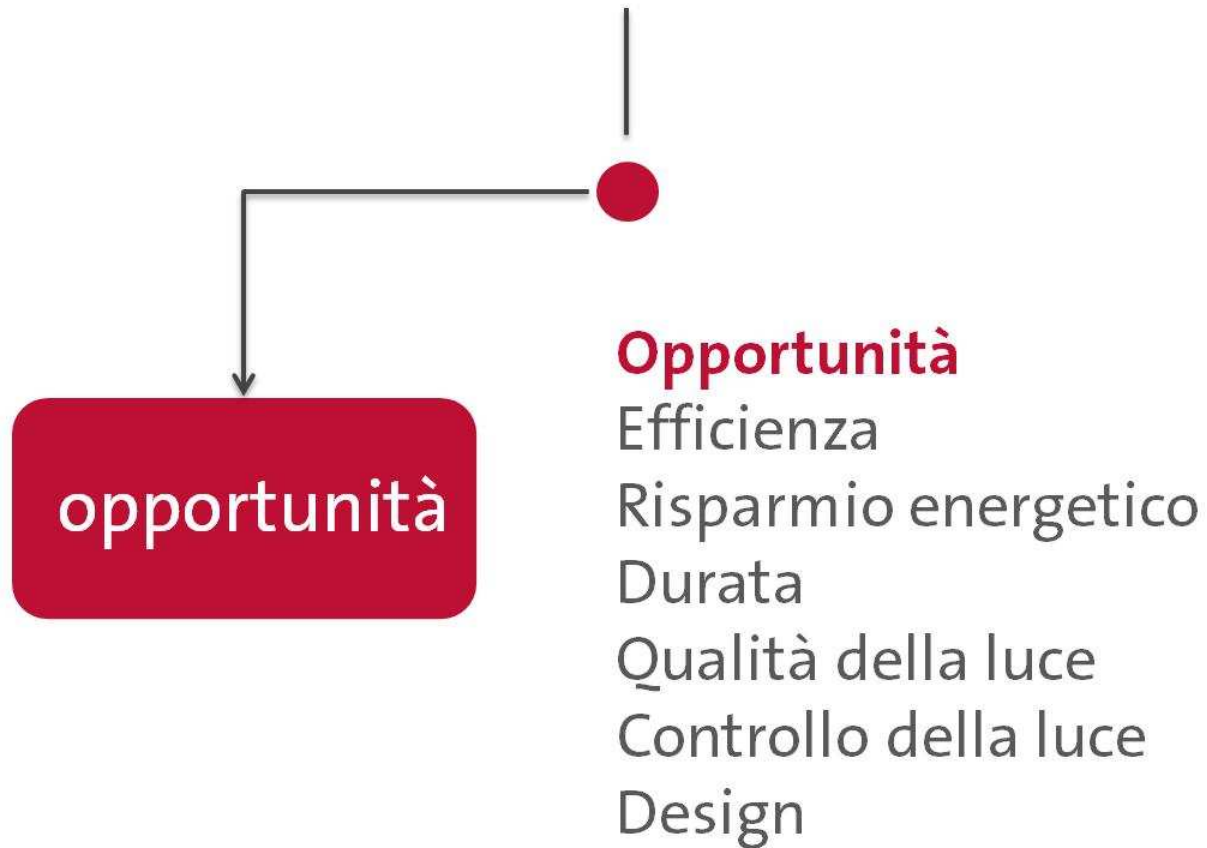 opportunità
Opportunità
Efficienza
Risparmio energetico
Durata
Qualità della luce
Controllo della luce
Design